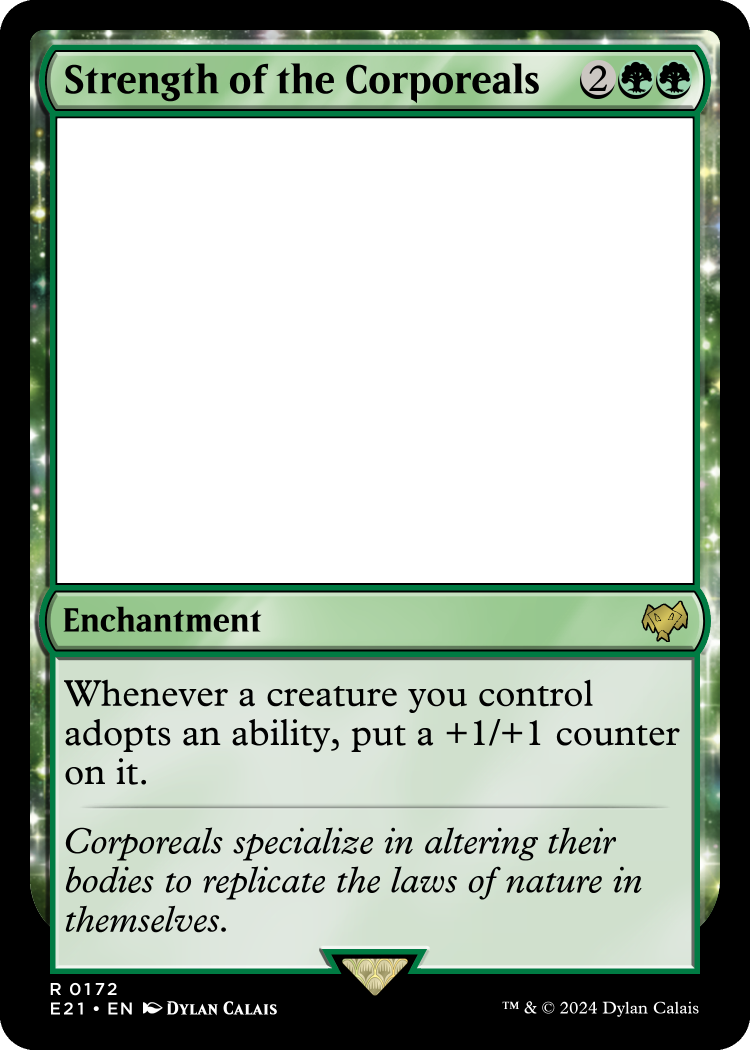 Strength of the Corporeals 2
Enchantment
Whenever a creature you control
adopts an ability, put a +1/+1 counter
on it.
Corporeals specialize in altering their
bodies to replicate the laws of nature in
themselves.
R 0172
E21 • EN Dylan Calais
™ & © 2024 Dylan Calais